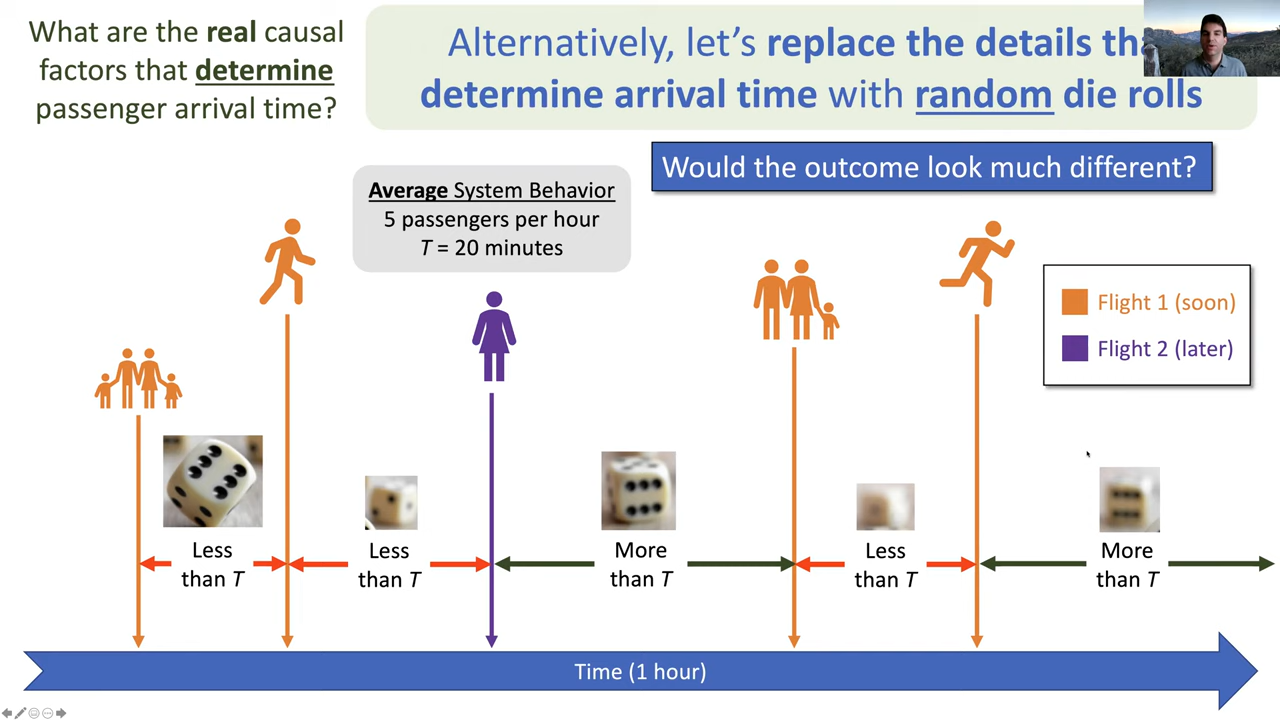 What are the real causal
factors that determine
passenger arrival time?
Alternatively, let's replace the details
determine arrival time with random die rolls
Would the outcome look much different?
Average System Behavior
5 passengers per hour
T = 20 minutes
Flight 1 (soon)
Flight 2 (later)
Less
than T
Less
than T
More
than T
Less
than T
More
than T
Time (1 hour)